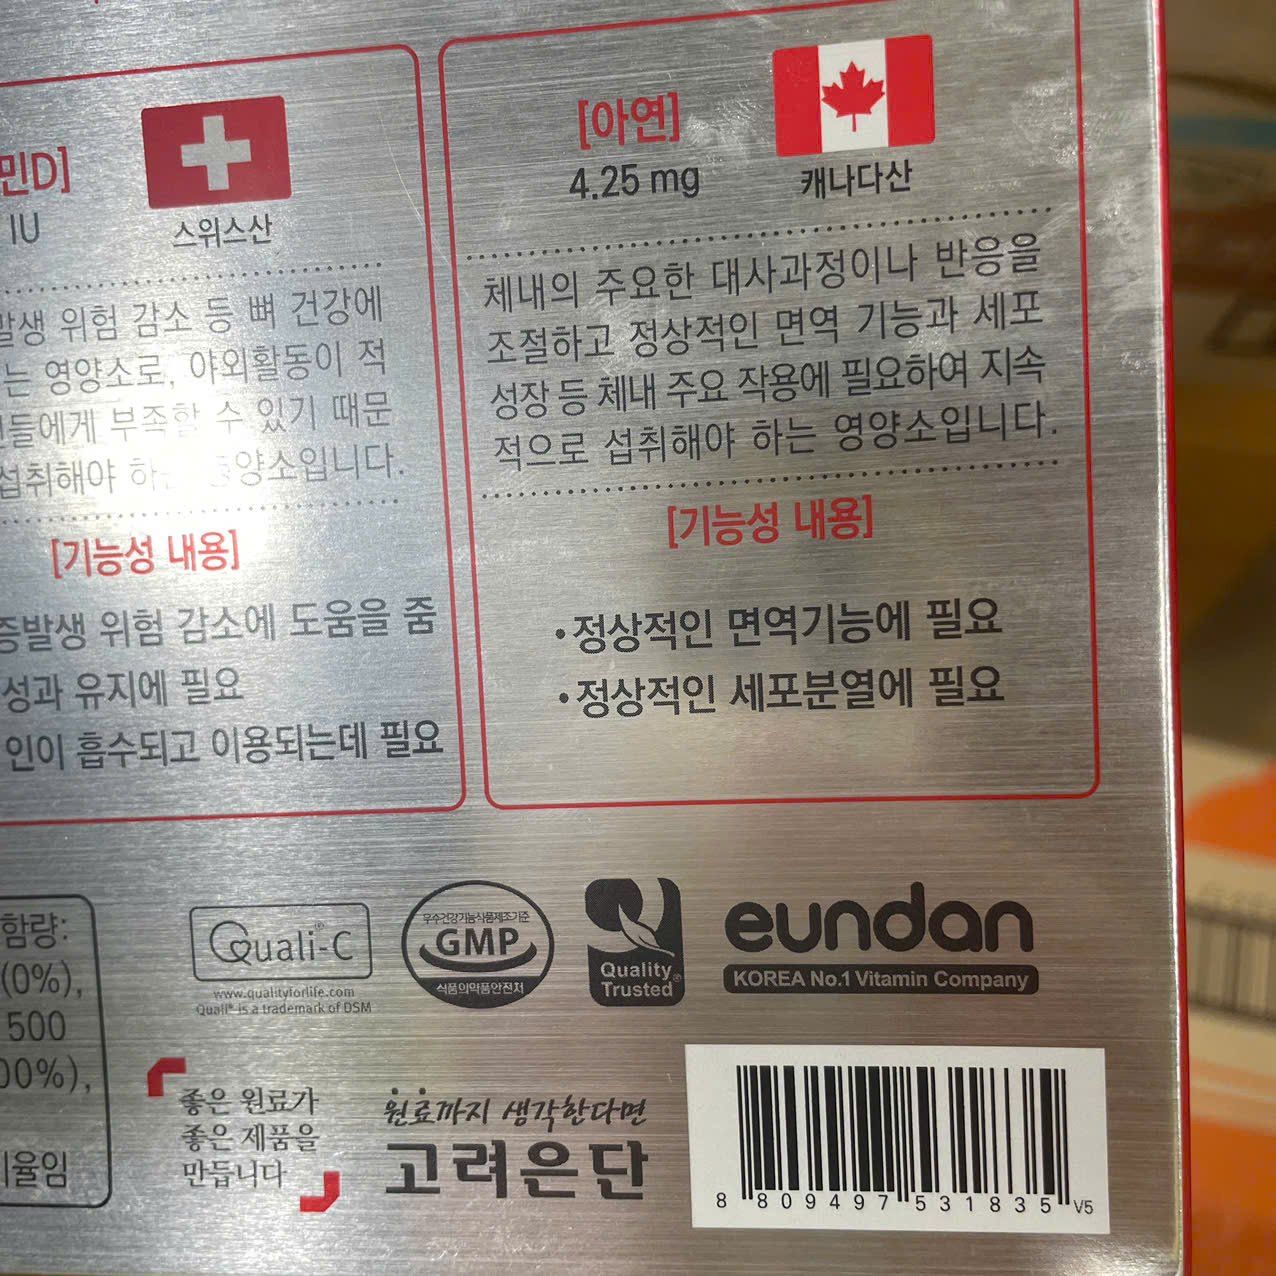 민D]
IU
스위스산
발생 위험 감소 등 뼈 건강에
는 영양소로, 야외활동이 적
들에게 부족할 수 있기 때문
섭취해야 영양소입니다.
[기능성 내용]
증발생 위험 감소에 도움을 줌
성과 유지에 필요
인이 흡수되고 이용되는데 필요
[아연]
4.25 mg
캐나다산
체내의 주요한 대사과정이나 반응을
조절하고 정상적인 면역 기능과 세포
성장 등 체내 주요 작용에 필요하여 지속
적으로 섭취해야 하는 영양소입니다.
[기능성 내용]
•정상적인 면역기능에 필요
•정상적인 세포분열에 필요
함량:
(0%),
500
00%),
비율임
Quali®-C
www.qualityforlife.com
Quali® is a trademark of DSM
우수건강기능식품제조기준
GMP
식품의약품안전처
Quality
Trusted®
eundan
KOREA No.1 Vitamin Company
좋은 원료가
좋은 제품을
만듭니다
원료까지 생각한다면
고려은단
8 809497 531835 V5